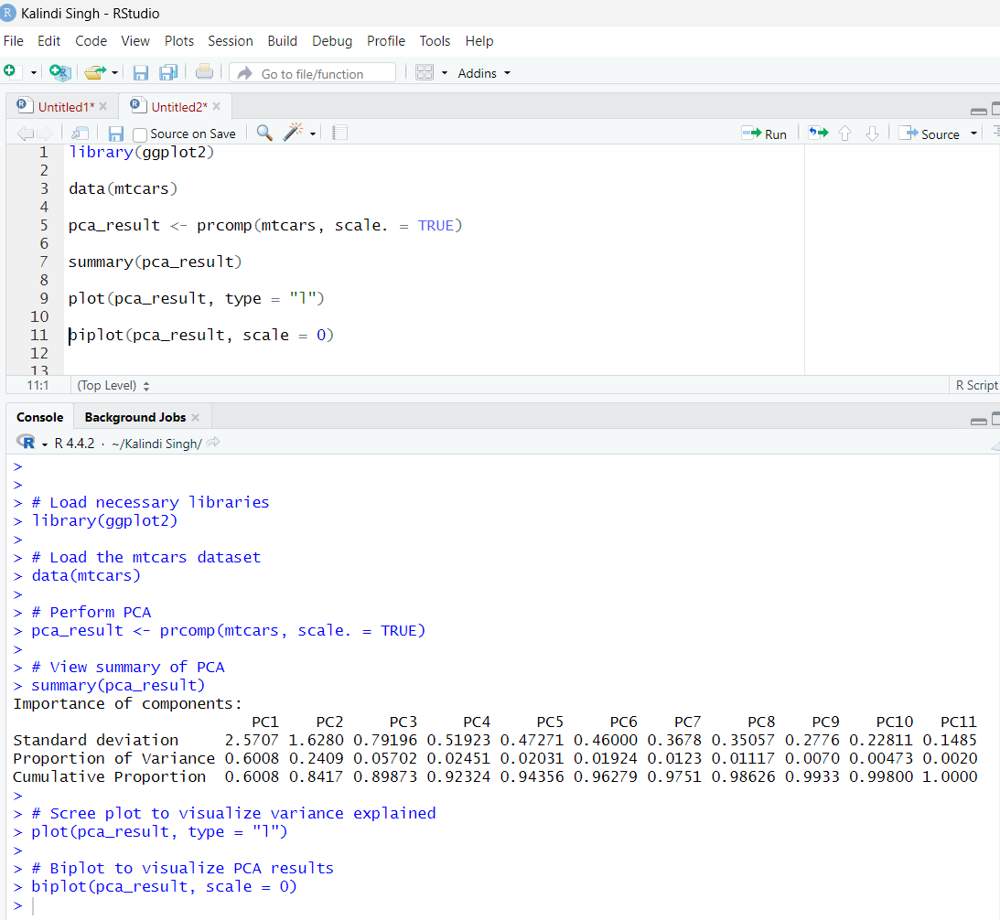 Kalindi Singh - RStudio
File Edit Code View Plots Session Build Debug Profile Tools Help
Go to file/function Addins
Untitled1* Untitled2*
Source on Save Run Source
1 library(ggplot2)
2
3 data(mtcars)
4
5 pca_result <- prcomp(mtcars, scale. = TRUE)
6
7 summary(pca_result)
8
9 plot(pca_result, type = "l")
10
11 biplot(pca_result, scale = 0)
12
13
11:1 (Top Level) R Script
Console Background Jobs
R 4.4.2 · ~/Kalindi Singh/
>
>
> # Load necessary libraries
> library(ggplot2)
>
> # Load the mtcars dataset
> data(mtcars)
>
> # Perform PCA
> pca_result <- prcomp(mtcars, scale. = TRUE)
>
> # View summary of PCA
> summary(pca_result)
Importance of components:
PC1 PC2 PC3 PC4 PC5 PC6 PC7 PC8 PC9 PC10 PC11
Standard deviation 2.5707 1.6280 0.79196 0.51923 0.47271 0.46000 0.3678 0.35057 0.2776 0.22811 0.1485
Proportion of Variance 0.6008 0.2409 0.05702 0.02451 0.02031 0.01924 0.0123 0.01117 0.0070 0.00473 0.0020
Cumulative Proportion 0.6008 0.8417 0.89873 0.92324 0.94356 0.96279 0.9751 0.98626 0.9933 0.99800 1.0000
>
> # Scree plot to visualize variance explained
> plot(pca_result, type = "l")
>
> # Biplot to visualize PCA results
> biplot(pca_result, scale = 0)
>